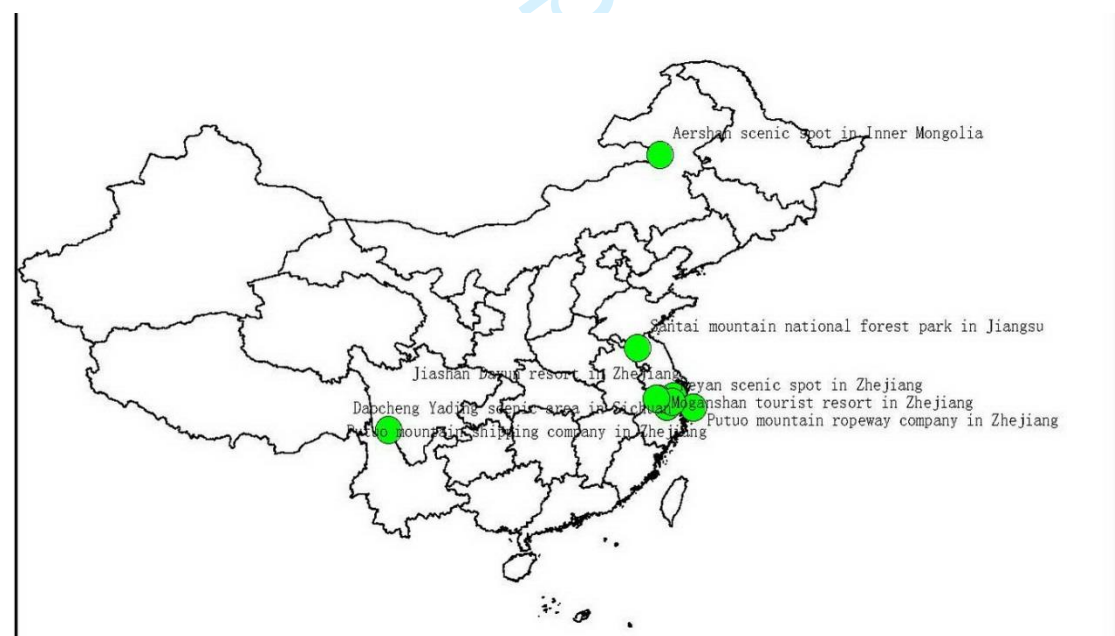 Aershan scenic spot in Inner Mongolia
Santai mountain national forest park in Jiangsu
Jiashan Dayun resort in Zhejiang
eyan scenic spot in Zhejiang
Daocheng Yading scenic area in Sichuan
Moganshan tourist resort in Zhejiang
Putuo mountain ropeway company in Zhejiang
Putuo mountain shipping company in Zhejiang